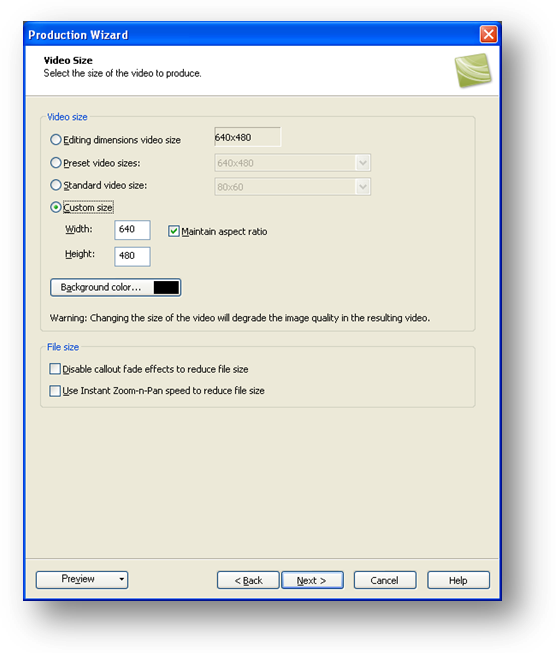 Production Wizard
Video Size
Select the size of the video to produce.
Video size
Editing dimensions video size
640x480
Preset video sizes:
640x480
Standard video size:
80x60
Custom size
Width:
640
Maintain aspect ratio
Height:
480
Background color...
Warning: Changing the size of the video will degrade the image quality in the resulting video.
File size
Disable callout fade effects to reduce file size
Use Instant Zoom-n-Pan speed to reduce file size
Preview
< Back
Next >
Cancel
Help